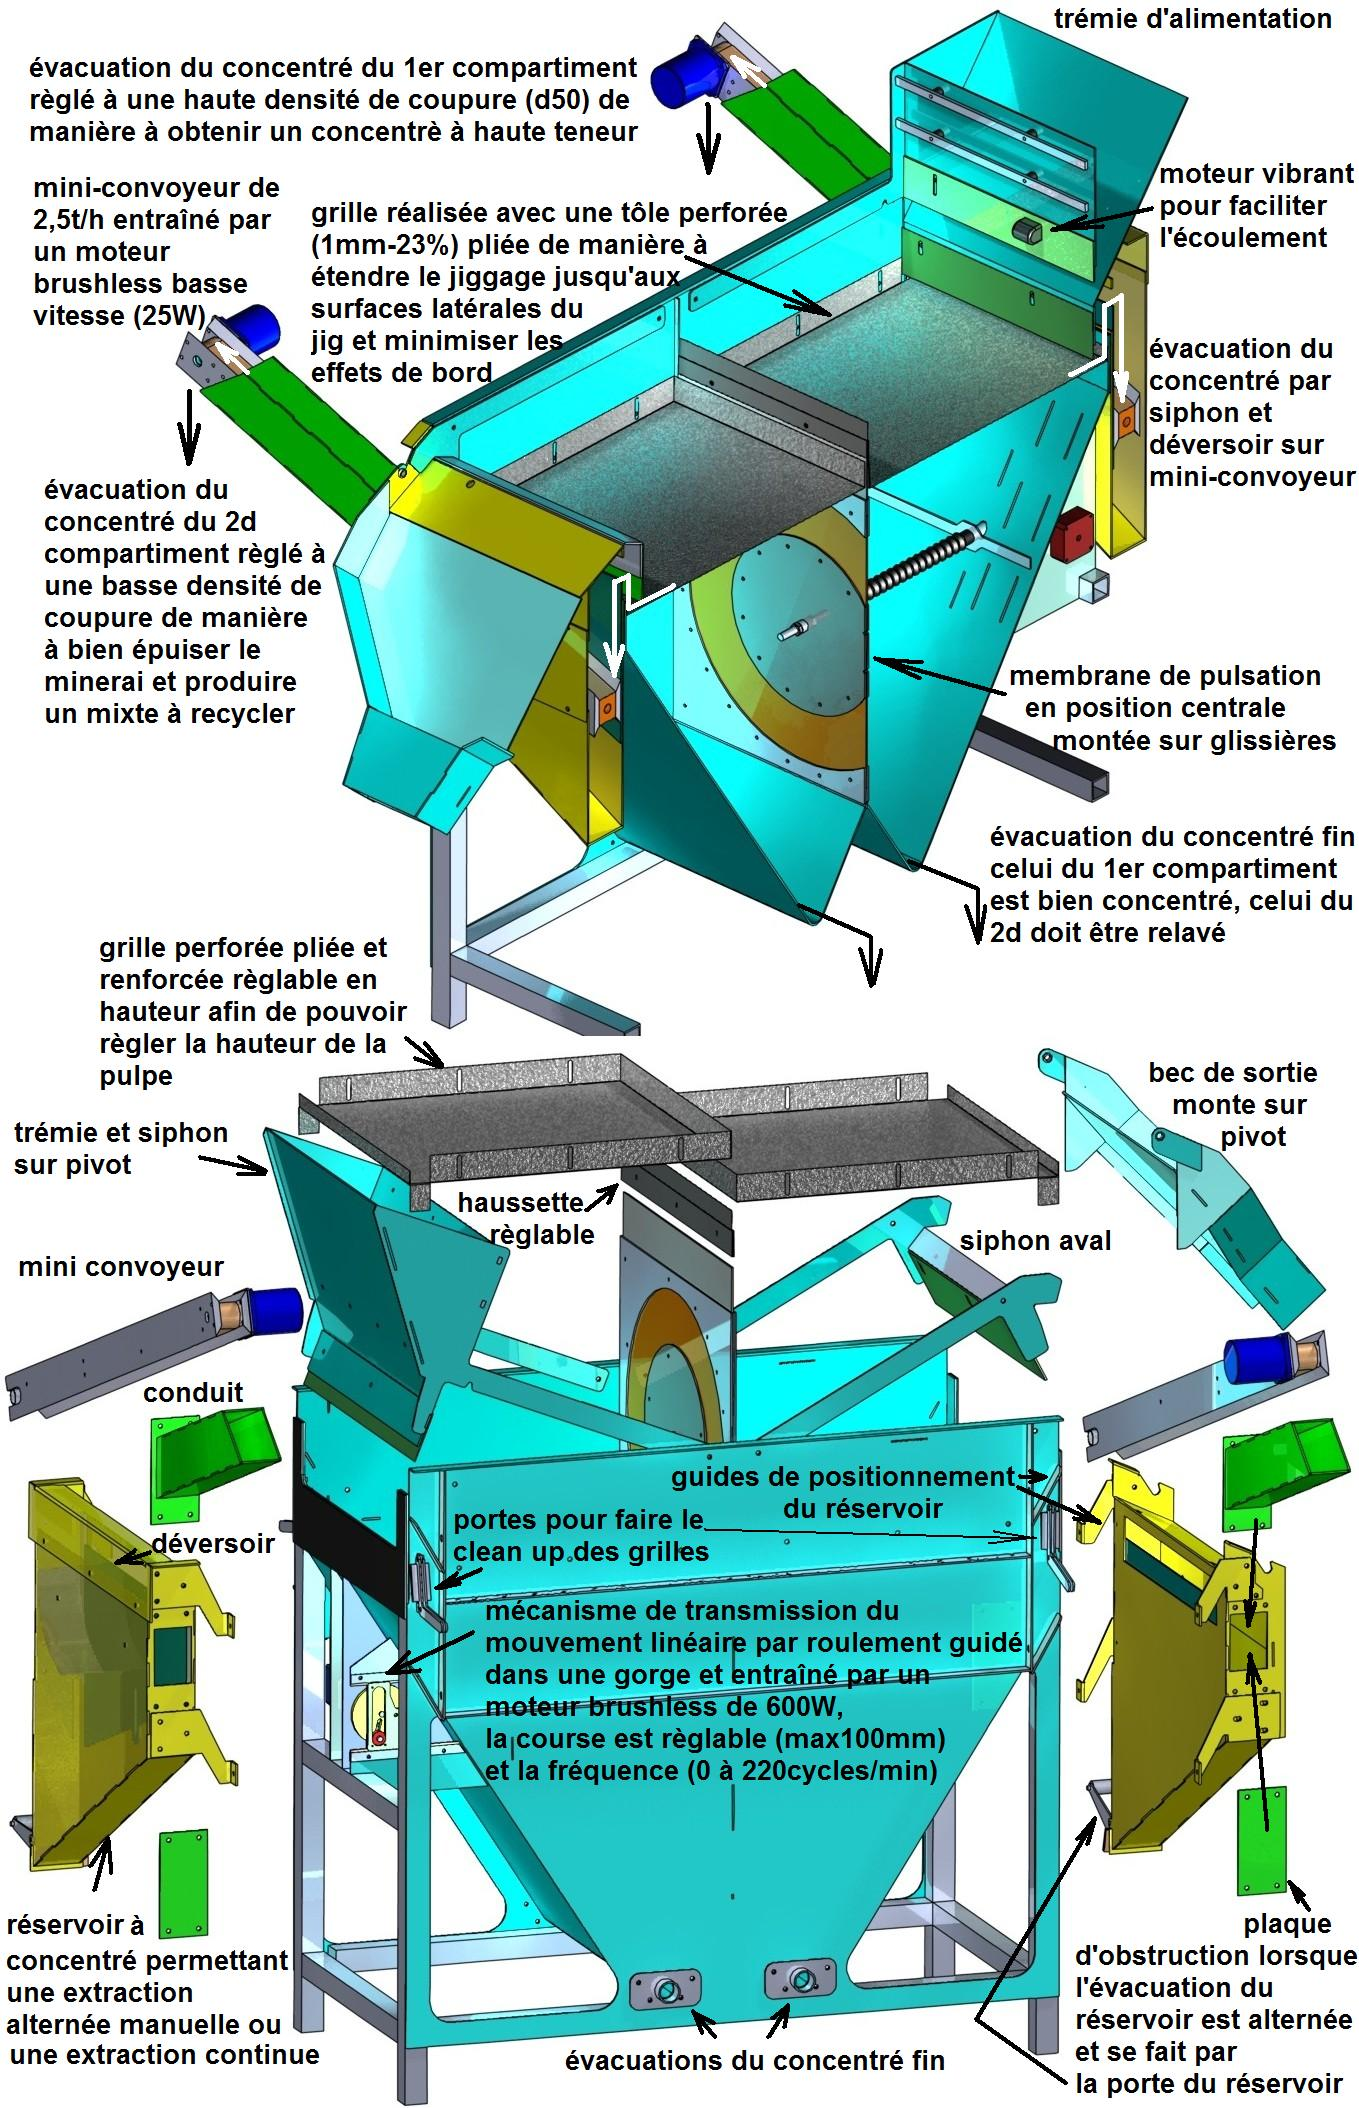 trémie d'alimentation
évacuation du concentré du 1er compartiment
règlé à une haute densité de coupure (d50) de
manière à obtenir un concentrè à haute teneur
mini-convoyeur de
2,5t/h entraîné par
un moteur
brushless basse
vitesse (25W)
grille réalisée avec une tôle perforée
(1mm-23%) pliée de manière à
étendre le jiggage jusqu'aux
surfaces latérales du
jig et minimiser les
effets de bord
moteur vibrant
pour faciliter
l'écoulement
évacuation du
concentré par
siphon et
déversoir sur
mini-convoyeur
évacuation du
concentré du 2d
compartiment règlé à
une basse densité de
coupure de manière
à bien épuiser le
minerai et produire
un mixte à recycler
membrane de pulsation
en position centrale
montée sur glissières
évacuation du concentré fin
celui du 1er compartiment
est bien concentré, celui du
2d doit être relavé
grille perforée pliée et
renforcée règlable en
hauteur afin de pouvoir
règler la hauteur de la
pulpe
bec de sortie
monte sur
pivot
trémie et siphon
sur pivot
haussette
règlable
siphon aval
mini convoyeur
conduit
guides de positionnement
du réservoir
portes pour faire le
clean up des grilles
déversoir
mécanisme de transmission du
mouvement linéaire par roulement guidé
dans une gorge et entraîné par un
moteur brushless de 600W,
la course est règlable (max100mm)
et la fréquence (0 à 220cycles/min)
réservoir à
concentré permettant
une extraction
alternée manuelle ou
une extraction continue
plaque
d'obstruction lorsque
l'évacuation du
réservoir est alternée
et se fait par
la porte du réservoir
évacuations du concentré fin